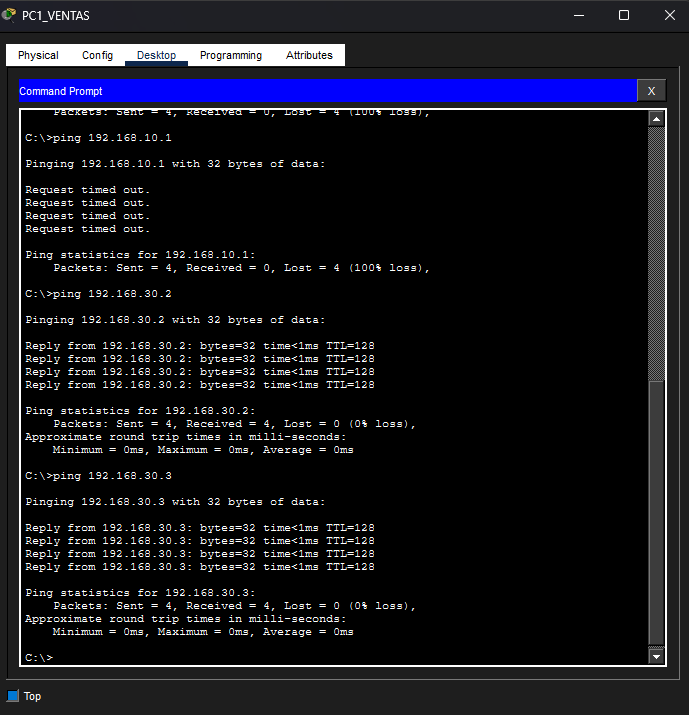 PC1_VENTAS
Physical Config Desktop Programming Attributes
Command Prompt X
Packets: Sent = 4, Received = 0, Lost = 4 (100% loss),
C:\>ping 192.168.10.1
Pinging 192.168.10.1 with 32 bytes of data:
Request timed out.
Request timed out.
Request timed out.
Request timed out.
Ping statistics for 192.168.10.1:
Packets: Sent = 4, Received = 0, Lost = 4 (100% loss),
C:\>ping 192.168.30.2
Pinging 192.168.30.2 with 32 bytes of data:
Reply from 192.168.30.2: bytes=32 time<1ms TTL=128
Reply from 192.168.30.2: bytes=32 time<1ms TTL=128
Reply from 192.168.30.2: bytes=32 time<1ms TTL=128
Reply from 192.168.30.2: bytes=32 time<1ms TTL=128
Ping statistics for 192.168.30.2:
Packets: Sent = 4, Received = 4, Lost = 0 (0% loss),
Approximate round trip times in milli-seconds:
Minimum = 0ms, Maximum = 0ms, Average = 0ms
C:\>ping 192.168.30.3
Pinging 192.168.30.3 with 32 bytes of data:
Reply from 192.168.30.3: bytes=32 time<1ms TTL=128
Reply from 192.168.30.3: bytes=32 time<1ms TTL=128
Reply from 192.168.30.3: bytes=32 time<1ms TTL=128
Reply from 192.168.30.3: bytes=32 time<1ms TTL=128
Ping statistics for 192.168.30.3:
Packets: Sent = 4, Received = 4, Lost = 0 (0% loss),
Approximate round trip times in milli-seconds:
Minimum = 0ms, Maximum = 0ms, Average = 0ms
C:\>
Top